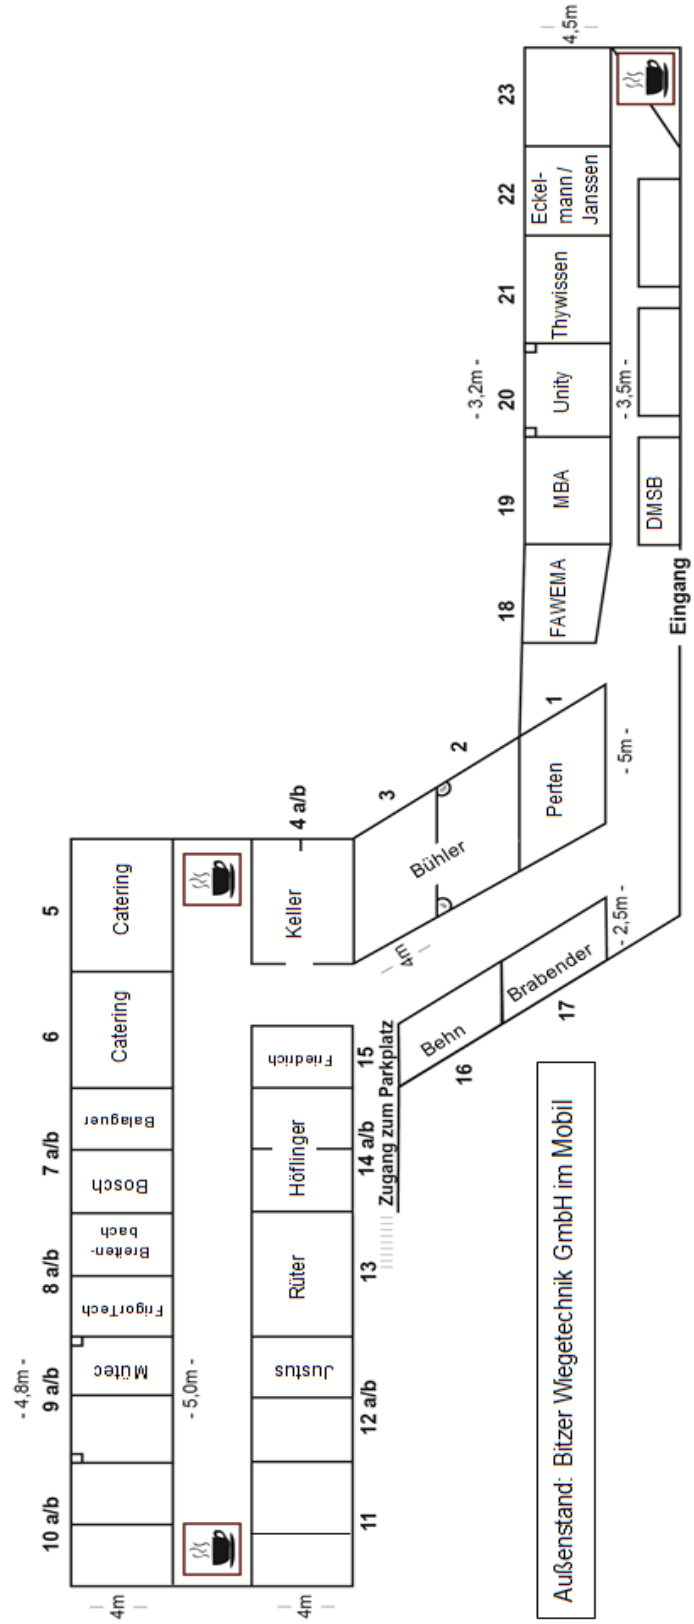 10 a/b
9 a/b
8 a/b
7 a/b
6
5
- 4,8m -
4m
Mütec
FrigorTech
Breiten-
bach
Bosch
Balaguer
Catering
Catering
- 5,0m -
4m
Justus
Rüter
Höflinger
Friedrich
Keller
4 a/b
11
12 a/b
13
14 a/b
15
Zugang zum Parkplatz
4m
3
2
1
Bühler
Perten
- 5m -
Behn
Brabender
16
17
- 2,5m -
18
19
20
21
22
23
- 3,2m -
4,5m
FAWEMA
MBA
Unity
Thywissen
Eckel-
mann/
Janssen
- 3,5m -
DMSB
Eingang
Außenstand: Bitzer Wiegetechnik GmbH im Mobil